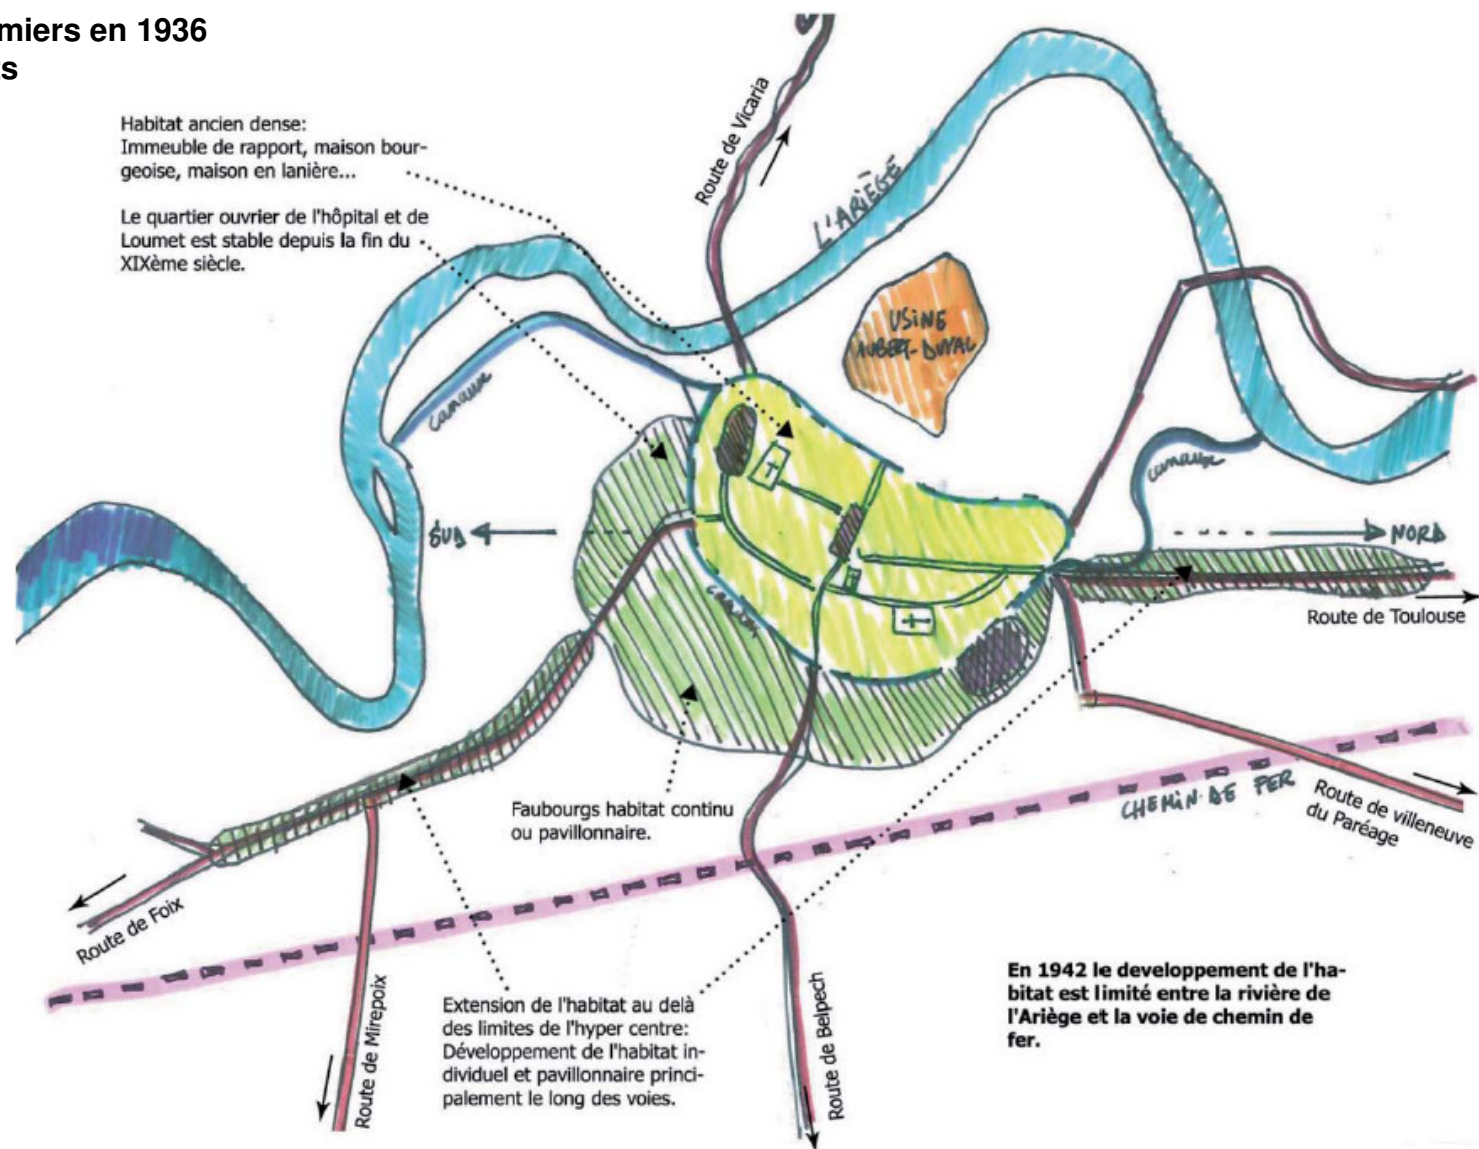 miers en 1936
ts
Habitat ancien dense:
Immeuble de rapport, maison bour-
geoise, maison en lanière...
Le quartier ouvrier de l'hôpital et de
Loumet est stable depuis la fin du
XIXème siècle.
Route de Vicaria
L'ARIÈGE
USINE
AUBERT-DUVAL
canaux
canaux
SUD
NORD
canaux
Route de Toulouse
Faubourgs habitat continu
ou pavillonnaire.
CHEMIN DE FER
Route de villeneuve
du Paréage
Route de Foix
Route de Mirepoix
Extension de l'habitat au delà
des limites de l'hyper centre:
Développement de l'habitat in-
dividuel et pavillonnaire princi-
palement le long des voies.
Route de Belpech
En 1942 le developpement de l'ha-
bitat est limité entre la rivière de
l'Ariège et la voie de chemin de
fer.